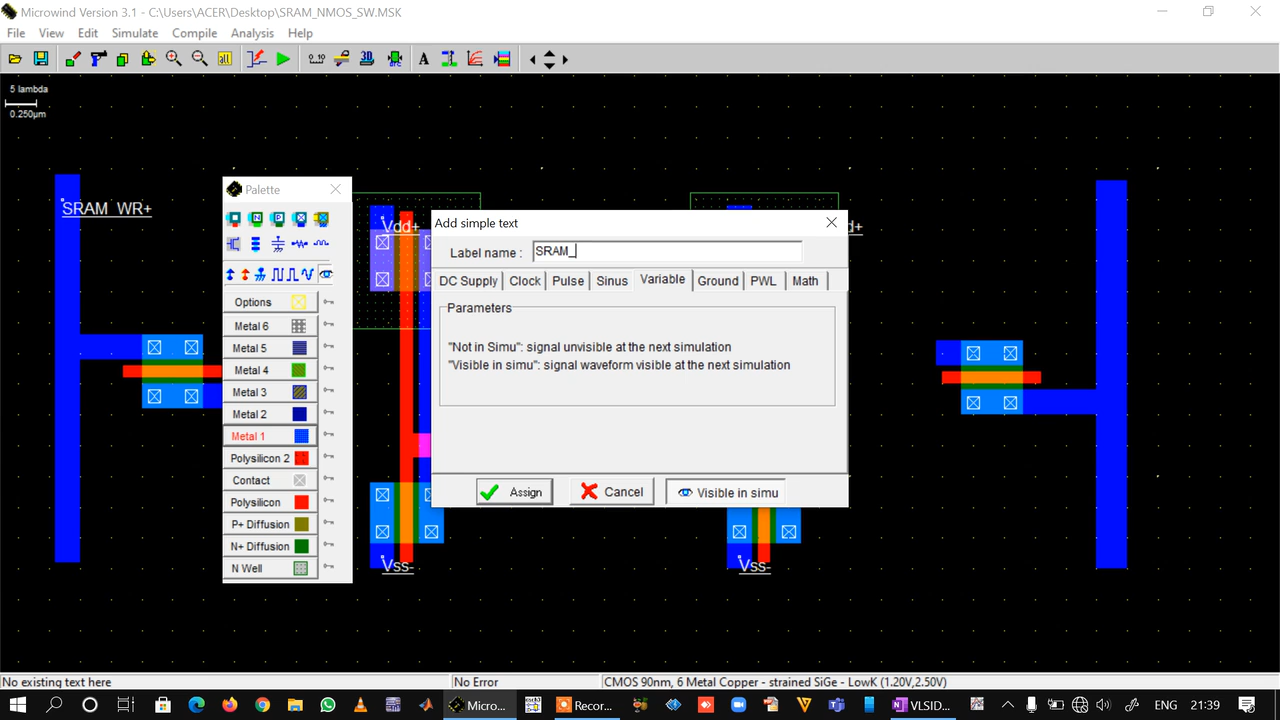 Microwind Version 3.1 - C:\Users\ACER\Desktop\SRAM_NMOS_SW.MSK
File View Edit Simulate Compile Analysis Help
5 lambda
0.250µm
SRAM_WR+
Palette
Options
Metal 6
Metal 5
Metal 4
Metal 3
Metal 2
Metal 1
Polysilicon 2
Contact
Polysilicon
P+ Diffusion
N+ Diffusion
N Well
Vdd+
d+
Add simple text
Label name :
SRAM_
DC Supply Clock Pulse Sinus Variable Ground PWL Math
Parameters
"Not in Simu": signal unvisible at the next simulation
"Visible in simu": signal waveform visible at the next simulation
Assign Cancel Visible in simu
Vss-
Vss-
No existing text here
No Error
CMOS 90nm, 6 Metal Copper - strained SiGe - LowK (1.20V,2.50V)
Micro...
Recor...
VLSID...
ENG
21:39